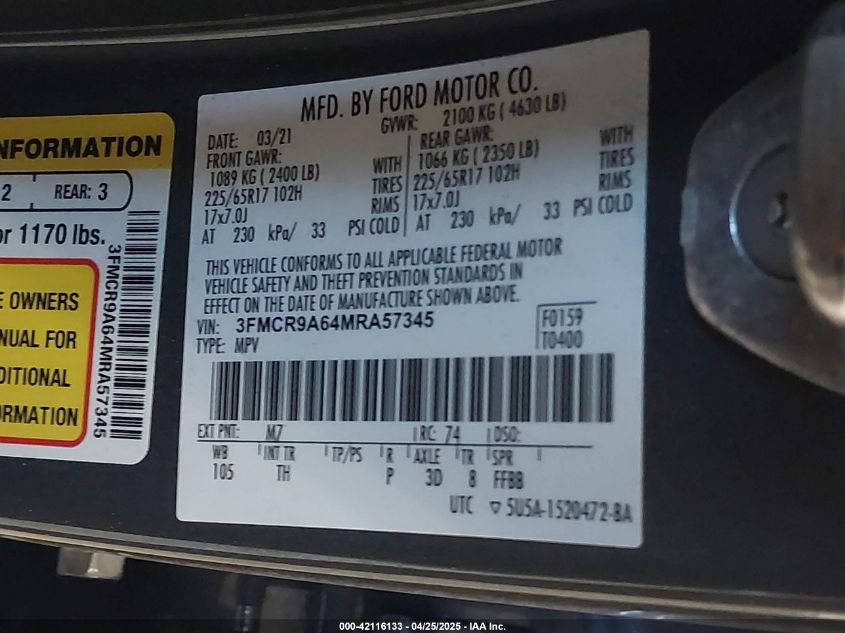 NFORMATION
2 REAR: 3
or 1170 lbs.
E OWNERS
NUAL FOR
DITIONAL
ORMATION
3FMCR9A64MRA57345
MFD. BY FORD MOTOR CO.
DATE: 03/21 GVWR: 2100 KG ( 4630 LB)
FRONT GAWR: REAR GAWR:
1089 KG ( 2400 LB) WITH 1066 KG ( 2350 LB) WITH
225/65R17 102H TIRES 225/65R17 102H TIRES
17x7.0J RIMS 17x7.0J RIMS
AT 230 kPa/ 33 PSI COLD AT 230 kPa/ 33 PSI COLD
THIS VEHICLE CONFORMS TO ALL APPLICABLE FEDERAL MOTOR
VEHICLE SAFETY AND THEFT PREVENTION STANDARDS IN
EFFECT ON THE DATE OF MANUFACTURE SHOWN ABOVE.
VIN: 3FMCR9A64MRA57345 F0159
TYPE: MPV T0400
EXT PNT: M7 RC: 74 DSO:
WB INT TR TP/PS R AXLE TR SPR
105 TH P 3D 8 FFBB
UTC ▽ 5U5A-1520472-BA
000-42116133 - 04/25/2025 - IAA Inc.